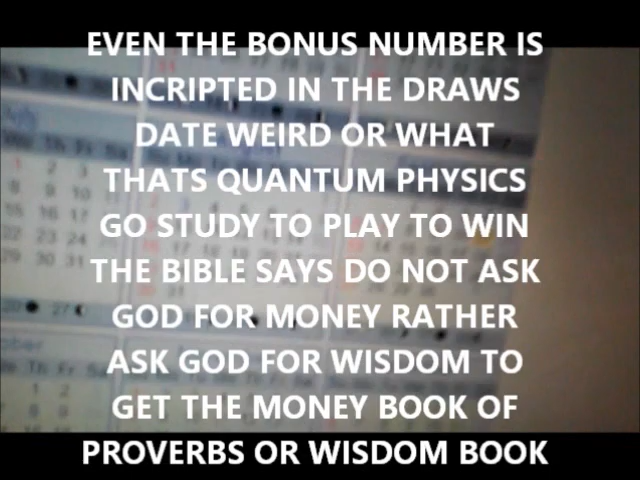 EVEN THE BONUS NUMBER IS
INCRIPTED IN THE DRAWS
DATE WEIRD OR WHAT
THATS QUANTUM PHYSICS
GO STUDY TO PLAY TO WIN
THE BIBLE SAYS DO NOT ASK
GOD FOR MONEY RATHER
ASK GOD FOR WISDOM TO
GET THE MONEY BOOK OF
PROVERBS OR WISDOM BOOK